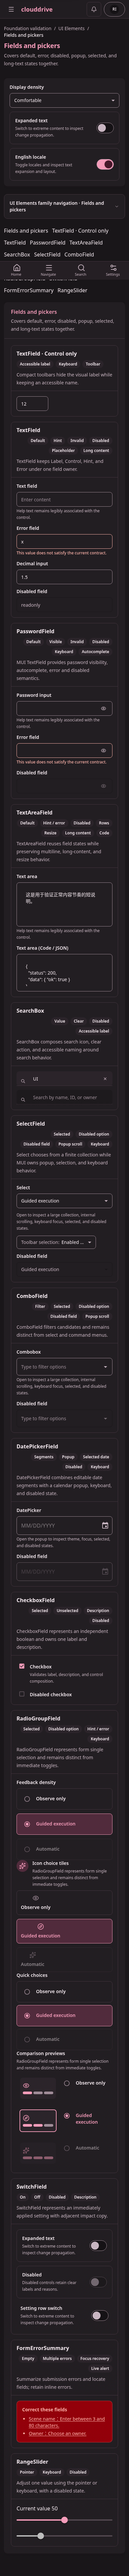 clouddrive
Foundation validation / UI Elements /
Fields and pickers
Fields and pickers
Covers default, error, disabled, popup, selected, and
long-text states together
Display density
Comfortable
Expanded text
Switch to extreme content to inspect
change propagation.
English locale
Toggle locales and inspect text
expansion and layout.
UI Elements family navigation · Fields and
pickers
Fields and pickers TextField · Control only
TextField PasswordField TextAreaField
SearchBox SelectField ComboField
Home Navigate Search Settings
FormErrorSummary RangeSlider
Fields and pickers
Covers default, error, disabled, popup, selected,
and long-text states together
TextField · Control only
Accessible label Keyboard Toolbar
Compact toolbars hide the visual label while
keeping an accessible name.
12
TextField
Default Hint Invalid Disabled
Placeholder Long content
TextField keeps Label, Control, Hint, and
Error under one field owner.
Text field
Enter content
Help text remains legibly associated with the
control.
Error field
x
This value does not satisfy the current contract.
Decimal input
1.5
Disabled field
readonly
PasswordField
Default Visible Invalid Disabled
Keyboard Autocomplete
MUI TextField provides password visibility,
autocomplete, error and disabled
semantics.
Password input
Help text remains legibly associated with the
control.
Error field
This value does not satisfy the current contract.
Disabled field
TextAreaField
Default Hint / error Disabled Rows
Resize Long content Code
TextAreaField reuses field states while
preserving multiline, long-content, and
resize behavior.
Text area
Help text remains legibly associated with the
control.
Text area (Code / JSON)
{
"status": 200,
"data": { "ok": true }
SearchBox
Value Clear Disabled
Accessible label
SearchBox composes search icon, clear
action, and accessible naming around
search behavior.
UI
Search by name, ID, or owner
SelectField
Selected Disabled option
Disabled field Popup scroll Keyboard
Select chooses from a finite collection while
MUI owns popup, selection, and keyboard
behavior.
Select
Guided execution
Open to inspect a large collection, internal
scrolling, keyboard focus, selected, and disabled
states.
Toolbar selection: Enabled ...
Disabled field
Guided execution
ComboField
Filter Selected Disabled option
Disabled field Popup scroll
ComboField filters candidates and remains
distinct from select and command menus.
Combobox
Type to filter options
Open to inspect a large collection, internal
scrolling, keyboard focus, selected, and disabled
states.
Disabled field
Type to filter options
DatePickerField
Segments Popup Selected date
Disabled Keyboard
DatePickerField combines editable date
segments with a calendar popup, keyboard,
and disabled states.
DatePicker
MM/DD/YYYY
Open the popup to inspect theme, focus, selected,
and disabled dates.
Disabled field
MM/DD/YYYY
CheckboxField
Selected Unselected Description
Disabled
CheckboxField represents an independent
boolean and owns one label and
description.
Checkbox
Validates label, description, and control
composition.
Disabled checkbox
RadioGroupField
Selected Disabled option Hint / error
Keyboard
RadioGroupField represents form single
selection and remains distinct from
immediate toggles.
Feedback density
Observe only
Guided execution
Automatic
Icon choice tiles
RadioGroupField represents form single
selection and remains distinct from
immediate toggles.
Observe only
Guided execution
Automatic
Quick choices
Observe only
Guided execution
Automatic
Comparison previews
RadioGroupField represents form single selection
and remains distinct from immediate toggles.
Observe only
Guided
execution
Automatic
SwitchField
On Off Disabled Description
SwitchField represents an immediately
applied setting with adjacent impact copy.
Expanded text
Switch to extreme content to
inspect change propagation.
Disabled
Disabled controls retain clear
labels and reasons.
Setting row switch
Switch to extreme content to
inspect change propagation.
FormErrorSummary
Empty Multiple errors Focus recovery
Live alert
Summarize submission errors and locate
fields; retain inline errors.
Correct these fields
Scene name：Enter between 3 and
80 characters.
Owner：Choose an owner.
RangeSlider
Pointer Keyboard Disabled
Adjust one value using the pointer or
keyboard, with a disabled state.
Current value 50